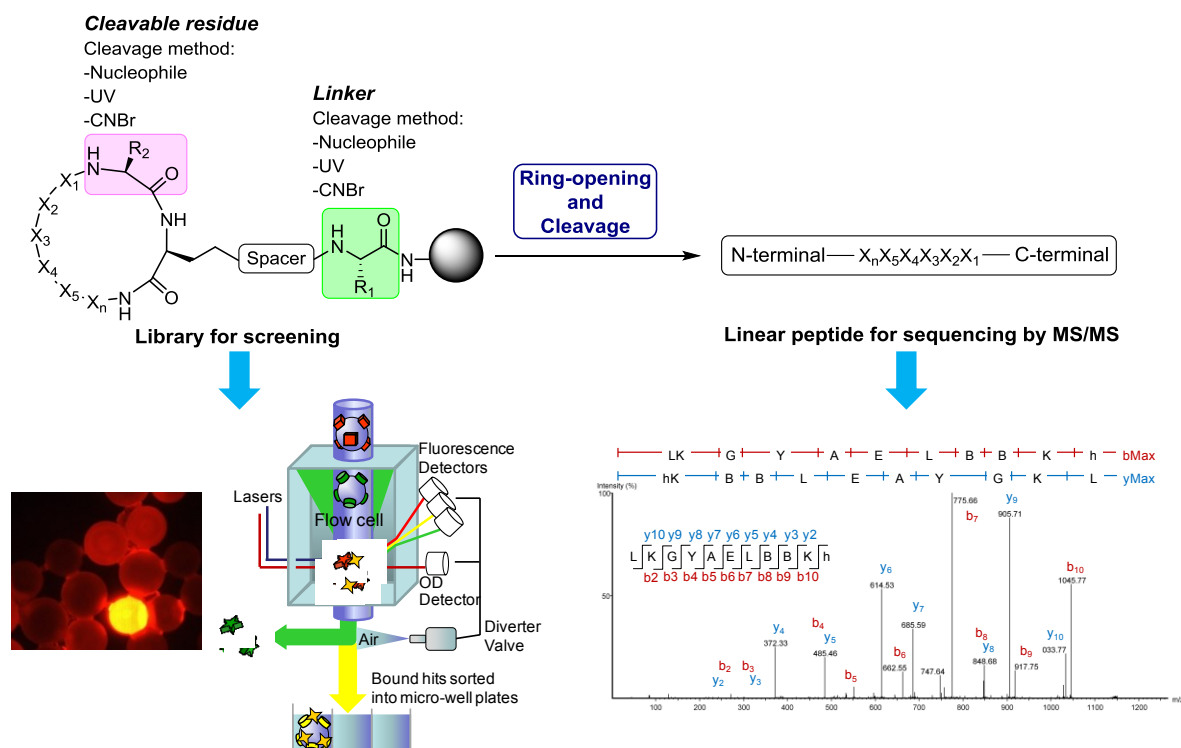 Cleavable residue
Cleavage method:
-Nucleophile
-UV
-CNBr
Linker
Cleavage method:
-Nucleophile
-UV
-CNBr
H
N
R2
O
X1
X2
X3
X4
X5
Xn
NH
O
N
H
Spacer
H
N
O
R1
N
H
Ring-opening
and
Cleavage
N-terminal
XnX5X4X3X2X1
C-terminal
Library for screening
Linear peptide for sequencing by MS/MS
Fluorescence
Detectors
Lasers
Flow cell
OD
Detector
Air
Diverter
Valve
Bound hits sorted
into micro-well plates
LK G Y A E L B B K h bMax
hK B B L E A Y G K L yMax
Intensity (%)
100
50
y10 y9 y8 y7 y6 y5 y4 y3 y2
L K G Y A E L B B K h
b2 b3 b4 b5 b6 b7 b8 b9 b10
b2
y2
b3
y3
y4
372.33
b4
y5
485.46
b5
y6
614.53
b6
662.55
y7
685.59
747.64
775.66
b7
b8
y8
848.68
y9
905.71
b9
917.75
y10
033.77
b10
1045.77
100 200 300 400 500 600 700 800 900 1000 1100 1200